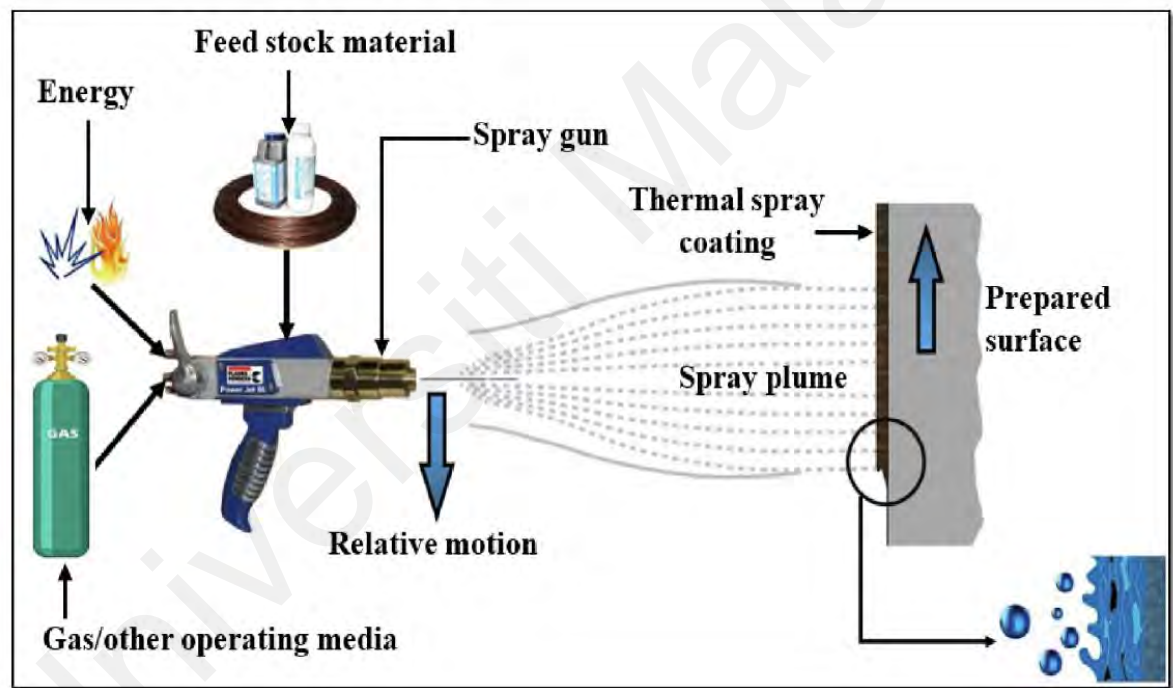 Feed stock material
Energy
Spray gun
Thermal spray
coating
Prepared
surface
Spray plume
GAS
Relative motion
Gas/other operating media